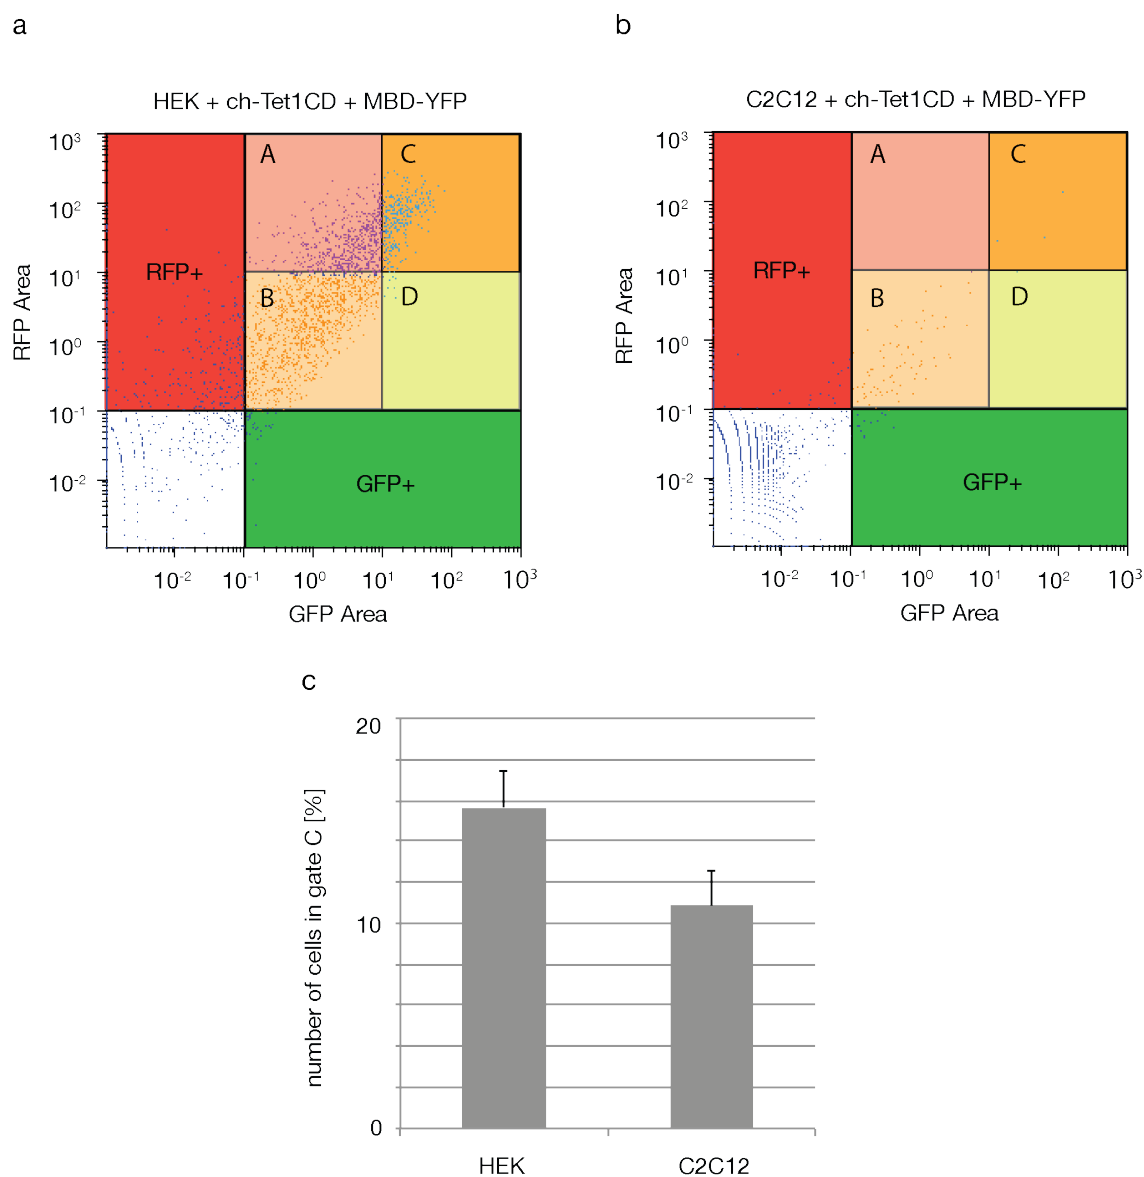 a
HEK + ch-Tet1CD + MBD-YFP
RFP Area
10³
10²
10¹
10⁰
10⁻¹
10⁻²
A
C
RFP+
B
D
GFP+
10⁻² 10⁻¹ 10⁰ 10¹ 10² 10³
GFP Area
b
C2C12 + ch-Tet1CD + MBD-YFP
RFP Area
10³
10²
10¹
10⁰
10⁻¹
10⁻²
A
C
RFP+
B
D
GFP+
10⁻² 10⁻¹ 10⁰ 10¹ 10² 10³
GFP Area
c
number of cells in gate C [%]
20
10
0
HEK C2C12